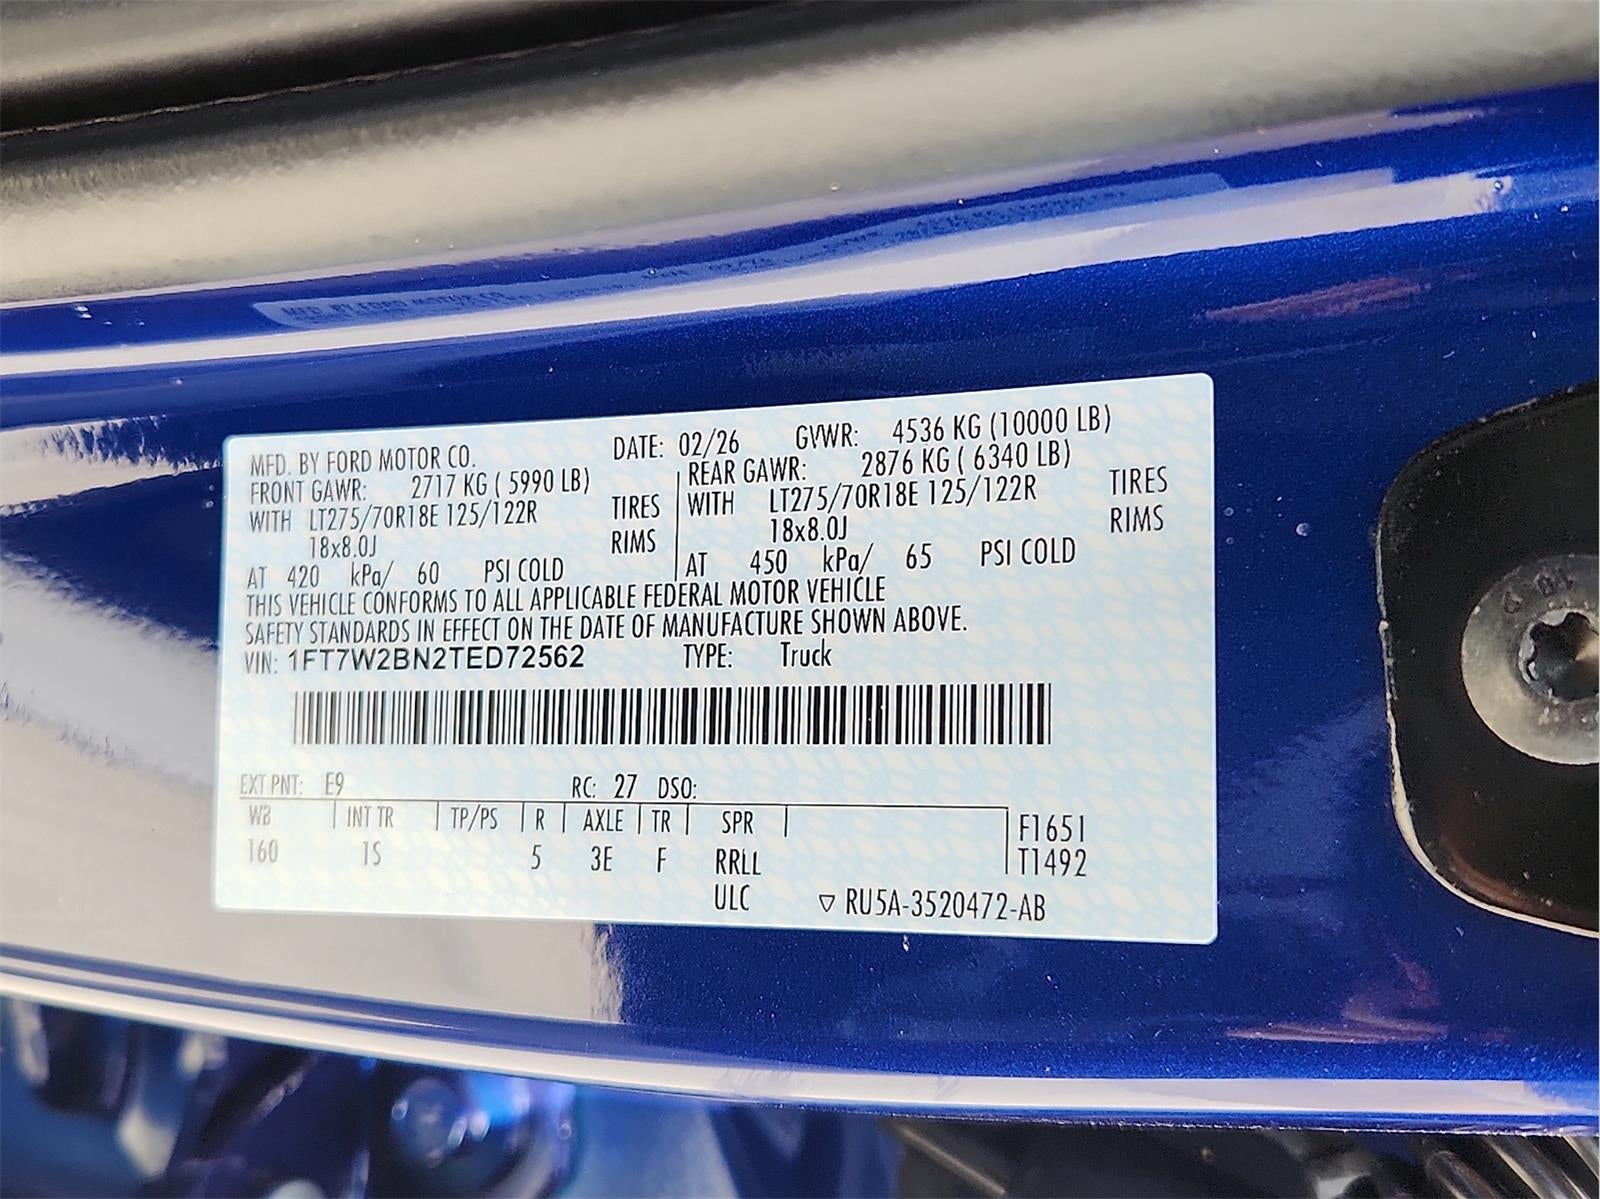 MFD. BY FORD MOTOR CO. DATE: 02/26 GVWR: 4536 KG (10000 LB)
FRONT GAWR: 2717 KG ( 5990 LB) REAR GAWR: 2876 KG ( 6340 LB)
WITH LT275/70R18E 125/122R TIRES WITH LT275/70R18E 125/122R TIRES
18x8.0J RIMS 18x8.0J RIMS
AT 420 kPa/ 60 PSI COLD AT 450 kPa/ 65 PSI COLD
THIS VEHICLE CONFORMS TO ALL APPLICABLE FEDERAL MOTOR VEHICLE
SAFETY STANDARDS IN EFFECT ON THE DATE OF MANUFACTURE SHOWN ABOVE.
VIN: 1FT7W2BN2TED72562 TYPE: Truck
EXT PNT: E9 RC: 27 DSO:
WB INT TR TP/PS R AXLE TR SPR F1651
160 1S 5 3E F RRLL T1492
ULC ▽ RU5A-3520472-AB